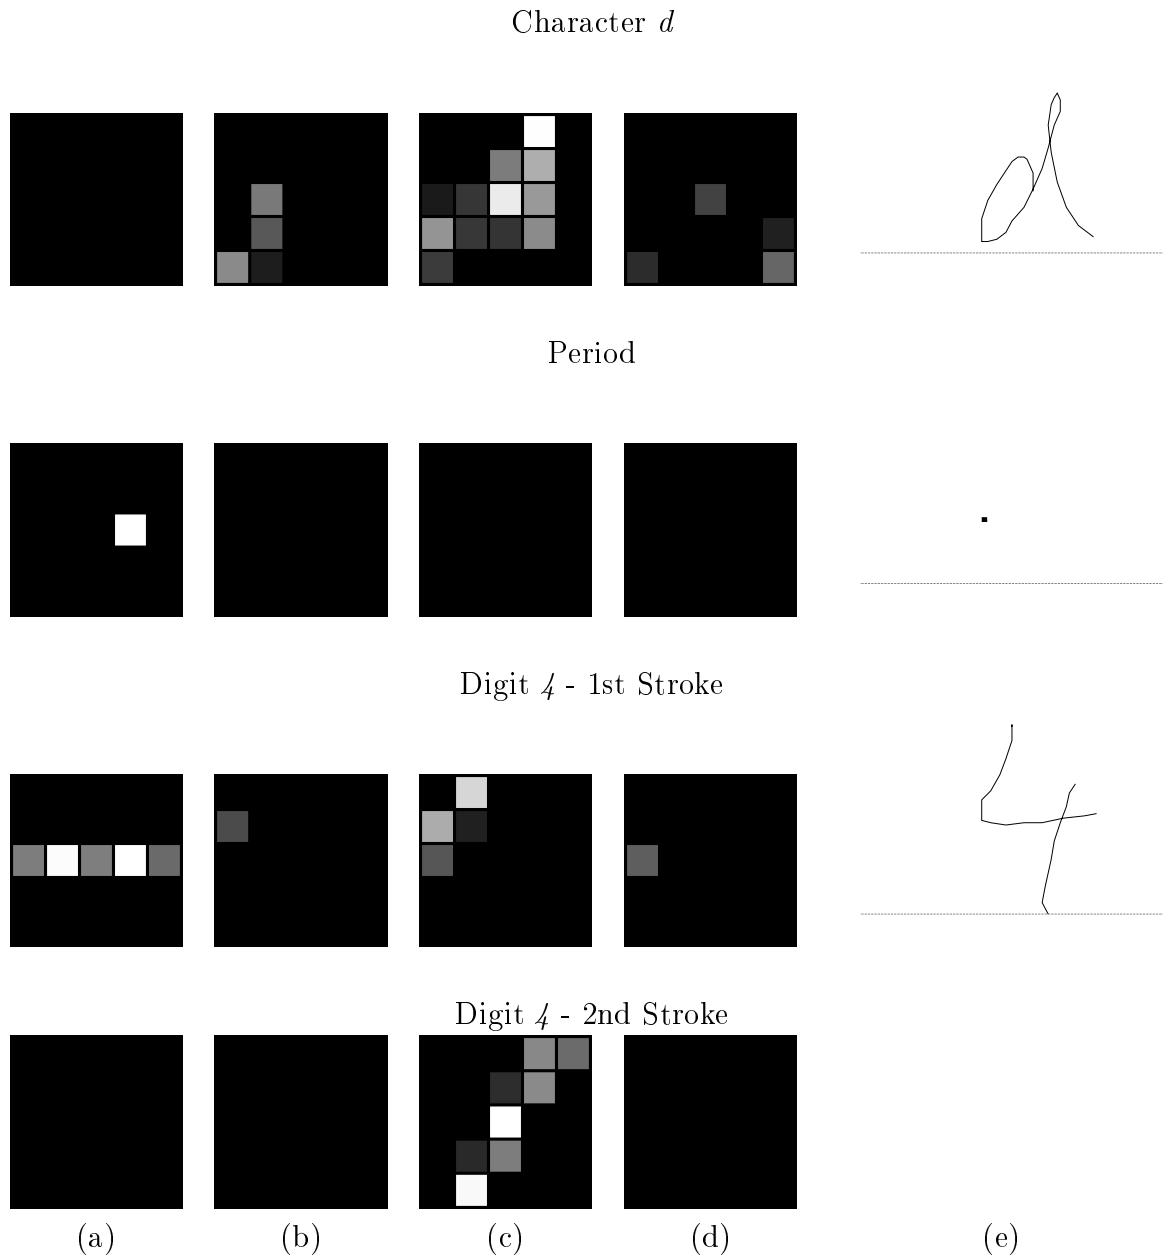 Character d
Period
Digit 4 - 1st Stroke
Digit 4 - 2nd Stroke
(a) (b) (c) (d) (e)